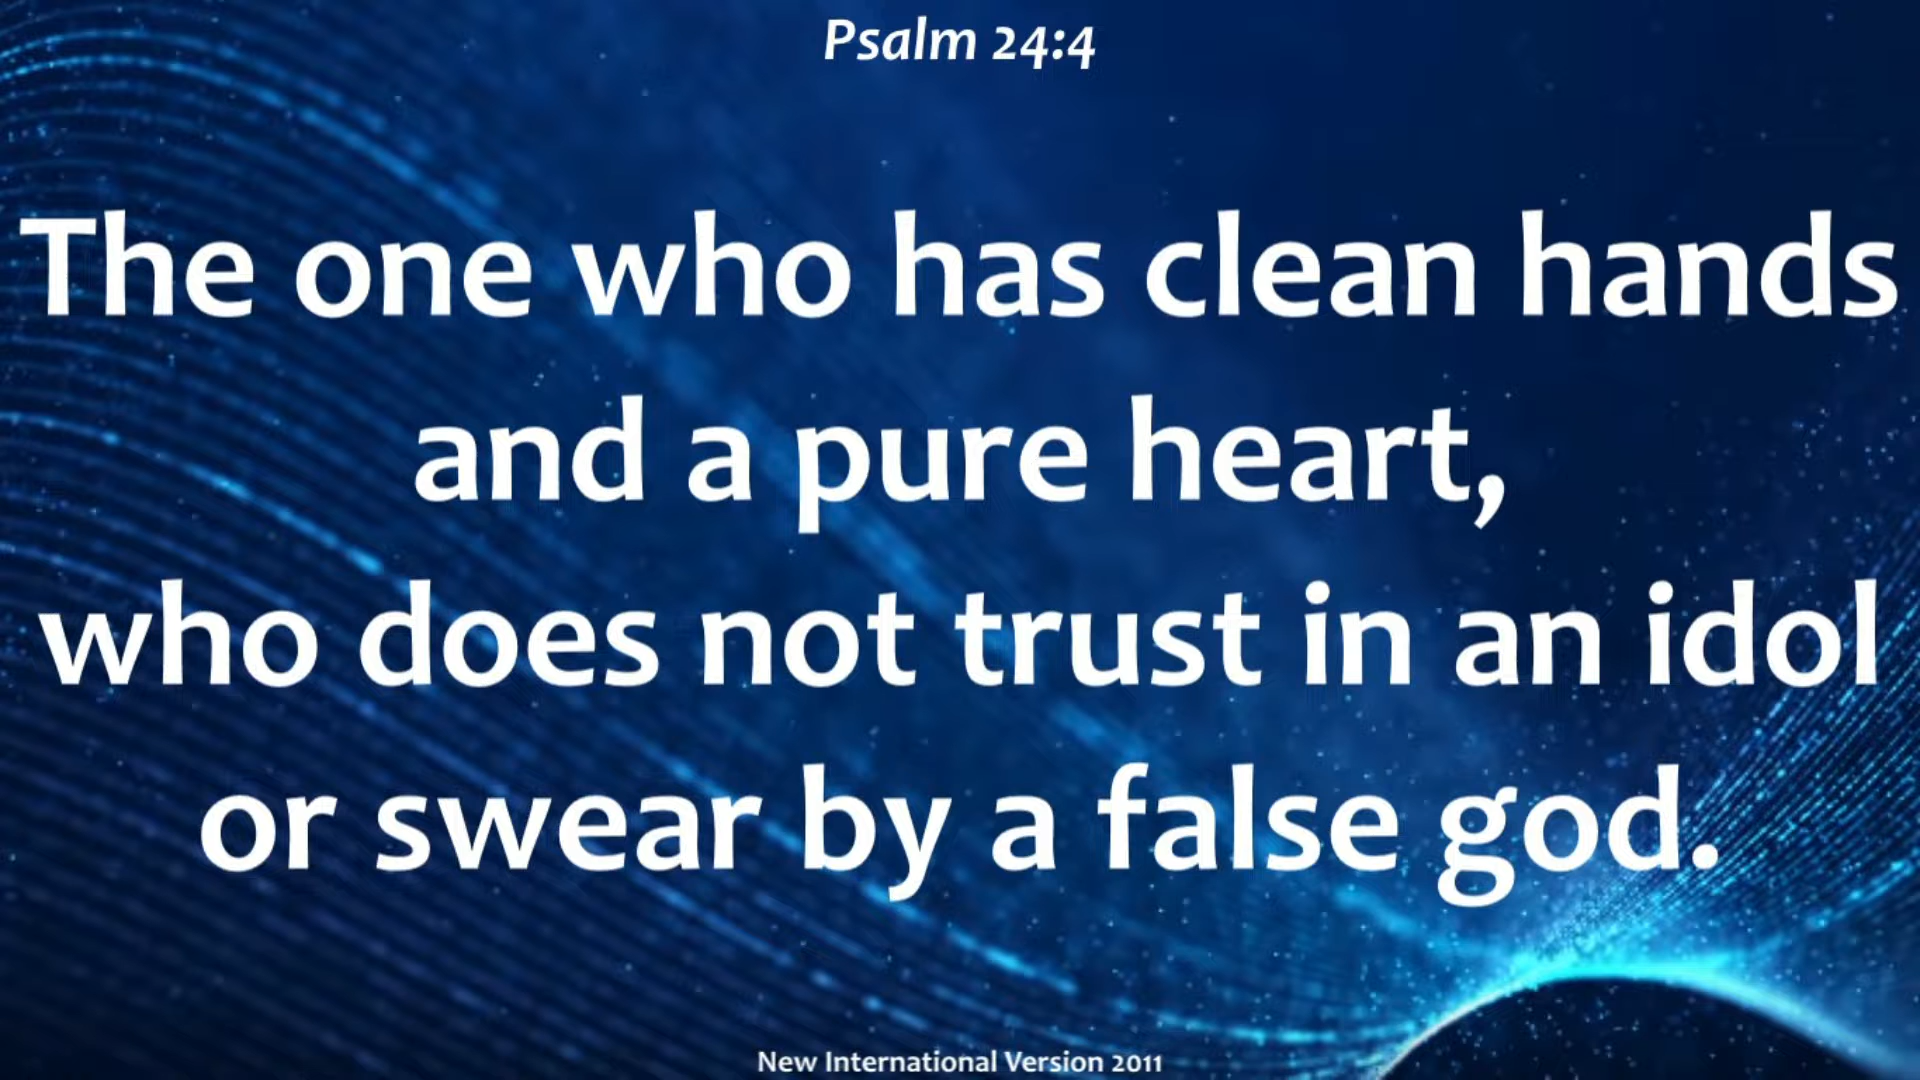 Psalm 24:4
The one who has clean hands
and a pure heart,
who does not trust in an idol
or swear by a false god.
New International Version 2011